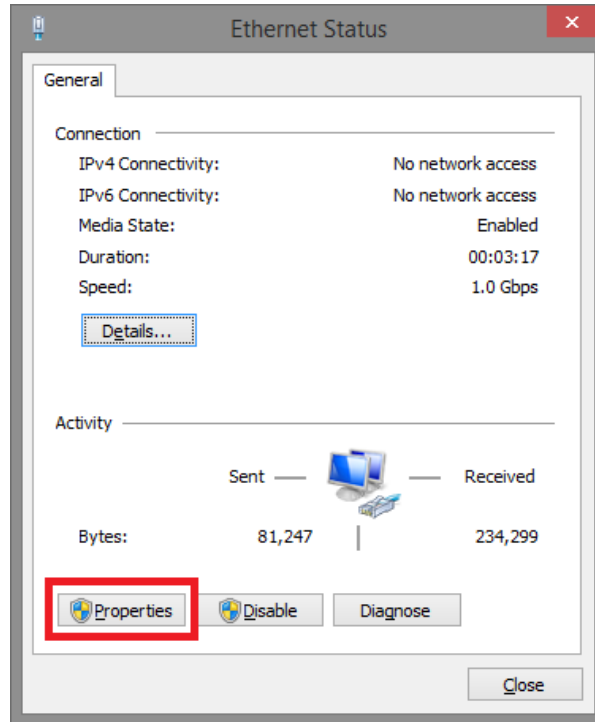 Ethernet Status
General
Connection
IPv4 Connectivity: No network access
IPv6 Connectivity: No network access
Media State: Enabled
Duration: 00:03:17
Speed: 1.0 Gbps
Details...
Activity
Sent Received
Bytes: 81,247 234,299
Properties Disable Diagnose
Close